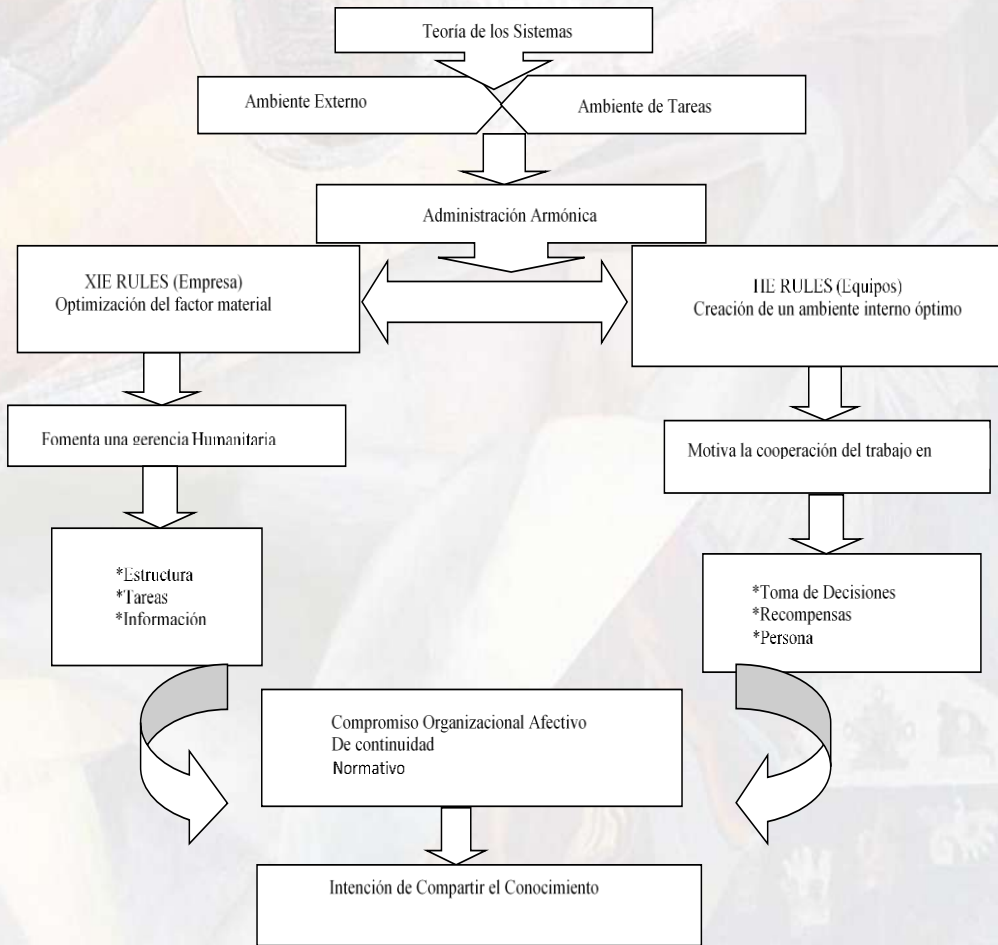 Teoría de los Sistemas
Ambiente Externo
Ambiente de Tareas
Administración Armónica
XIE RULES (Empresa)
Optimización del factor material
HE RULES (Equipos)
Creación de un ambiente interno óptimo
Fomenta una gerencia Humanitaria
Motiva la cooperación del trabajo en
*Estructura
*Tareas
*Información
*Toma de Decisiones
*Recompensas
*Persona
Compromiso Organizacional Afectivo
De continuidad
Normativo
Intención de Compartir el Conocimiento